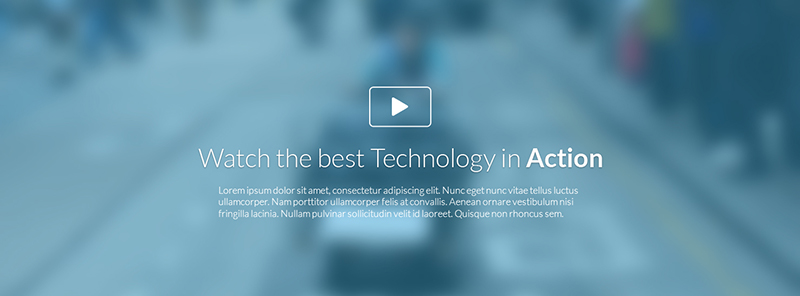 Watch the best Technology in Action
Lorem ipsum dolor sit amet, consectetur adipiscing elit. Nunc eget nunc vitae tellus luctus
ullamcorper. Nam porttitor ullamcorper felis at convallis. Aenean ornare vestibulum nisi
fringilla lacinia. Nullam pulvinar sollicitudin velit id laoreet. Quisque non rhoncus sem.